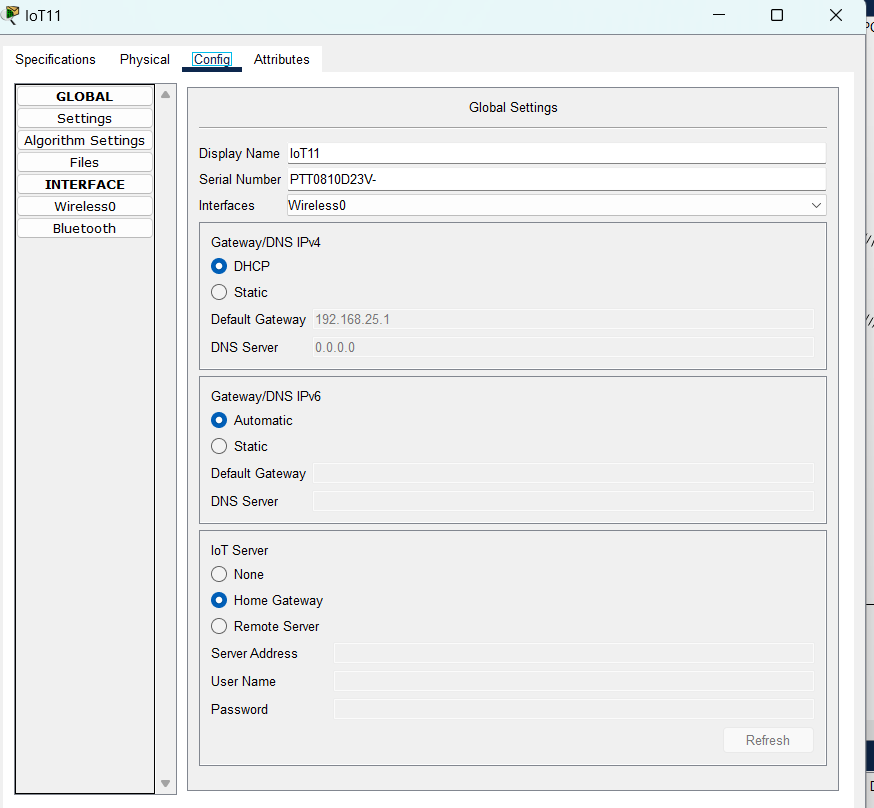 IoT11
Specifications Physical Config Attributes
GLOBAL
Settings
Algorithm Settings
Files
INTERFACE
Wireless0
Bluetooth
Global Settings
Display Name IoT11
Serial Number PTT0810D23V-
Interfaces Wireless0
Gateway/DNS IPv4
DHCP
Static
Default Gateway 192.168.25.1
DNS Server 0.0.0.0
Gateway/DNS IPv6
Automatic
Static
Default Gateway
DNS Server
IoT Server
None
Home Gateway
Remote Server
Server Address
User Name
Password
Refresh